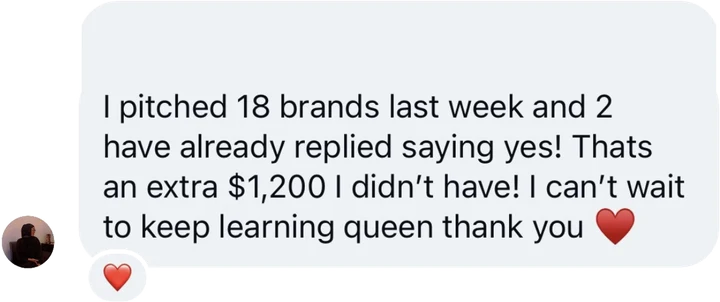 I pitched 18 brands last week and 2
have already replied saying yes! Thats
an extra $1,200 I didn’t have! I can’t wait
to keep learning queen thank you ♥️